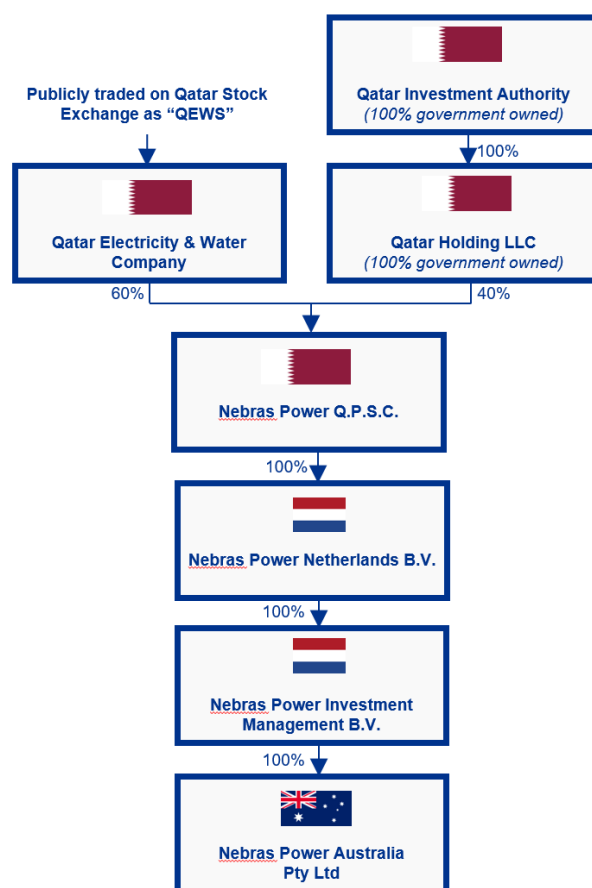 Publicly traded on Qatar Stock
Exchange as “QEWS”
Qatar Investment Authority
(100% government owned)
100%
Qatar Electricity & Water
Company
Qatar Holding LLC
(100% government owned)
60%
40%
Nebras Power Q.P.S.C.
100%
Nebras Power Netherlands B.V.
100%
Nebras Power Investment
Management B.V.
100%
Nebras Power Australia
Pty Ltd